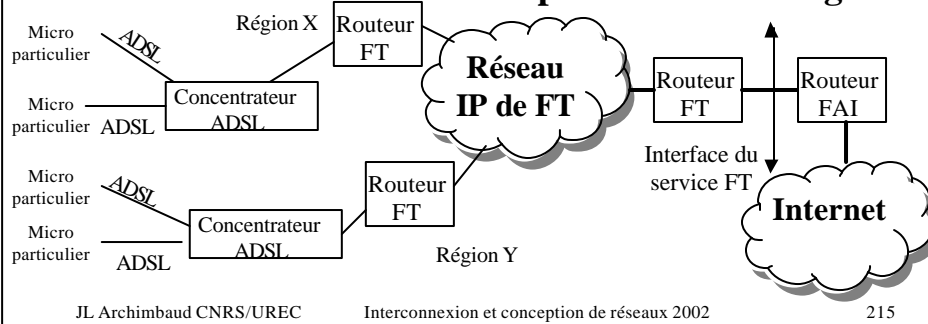 Micro
particulier
ADSL
Région X
Routeur
FT
Réseau
IP de FT
Routeur
FT
Routeur
FAI
Micro
particulier
ADSL
Concentrateur
ADSL
Interface du
service FT
Micro
particulier
ADSL
Routeur
FT
Internet
Micro
particulier
ADSL
Concentrateur
ADSL
Région Y
JL Archimbaud CNRS/UREC Interconnexion et conception de réseaux 2002 215